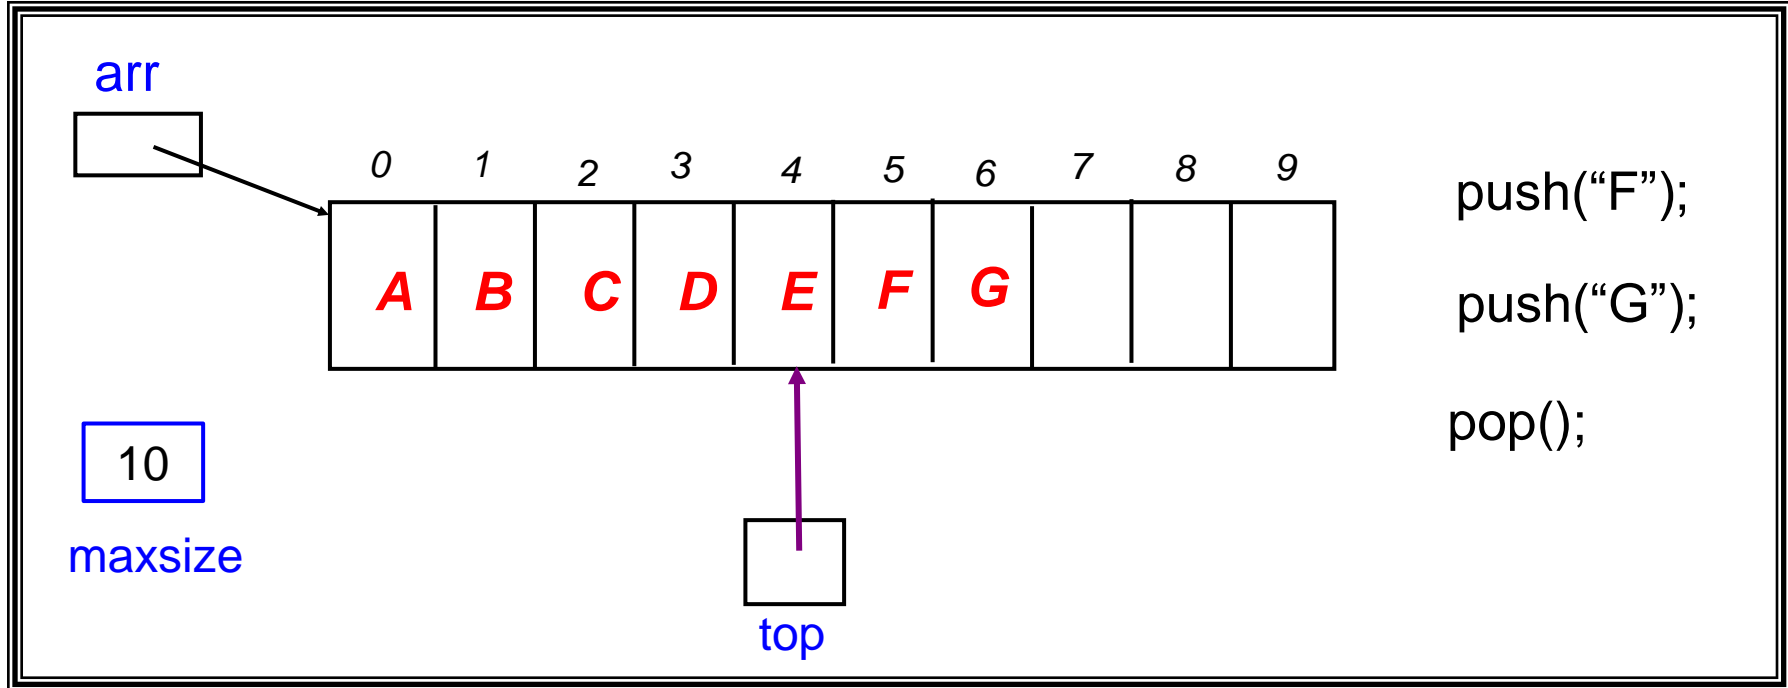 arr
0 1 2 3 4 5 6 7 8 9
A B C D E F G
push(“F”);
push(“G”);
pop();
10
maxsize
top